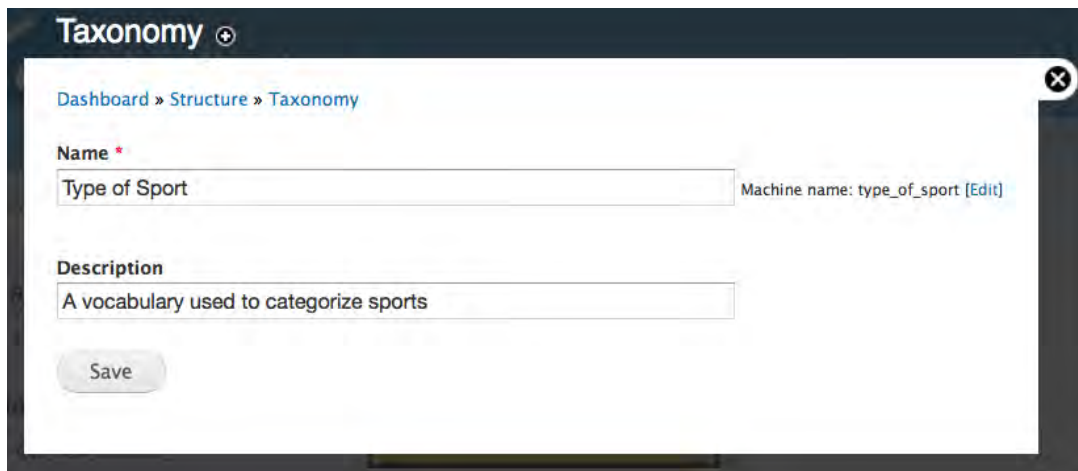 Taxonomy
Dashboard » Structure » Taxonomy
Name *
Type of Sport
Machine name: type_of_sport [Edit]
Description
A vocabulary used to categorize sports
Save